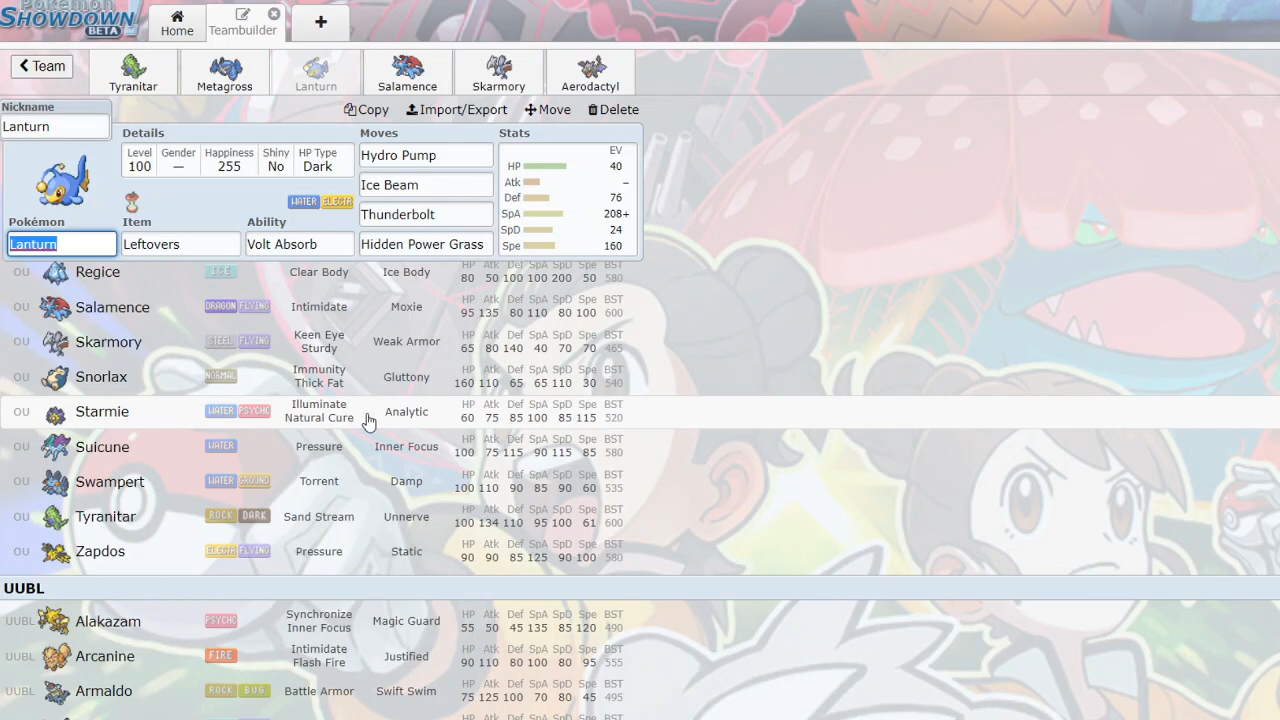 Pokémon
SHOWDOWN
BETA
Home
Teambuilder
+
Team
Tyranitar
Metagross
Lanturn
Salamence
Skarmory
Aerodactyl
Copy Import/Export Move Delete
Nickname
Lanturn
Details
Level Gender Happiness Shiny HP Type
100 — 255 No Dark
WATER ELECTR
Pokémon Item Ability
Lanturn Leftovers Volt Absorb
Moves
Hydro Pump
Ice Beam
Thunderbolt
Hidden Power Grass
Stats
EV
HP 40
Atk –
Def 76
SpA 208+
SpD 24
Spe 160
OU Regice ICE Clear Body Ice Body HP 80 Atk 50 Def 100 SpA 100 SpD 200 Spe 50 BST 580
OU Salamence DRAGON FLYING Intimidate Moxie HP 95 Atk 135 Def 80 SpA 110 SpD 80 Spe 100 BST 600
OU Skarmory STEEL FLYING Keen Eye Sturdy Weak Armor HP 65 Atk 80 Def 140 SpA 40 SpD 70 Spe 70 BST 465
OU Snorlax NORMAL Immunity Thick Fat Gluttony HP 160 Atk 110 Def 65 SpA 65 SpD 110 Spe 30 BST 540
OU Starmie WATER PSYCHC Illuminate Natural Cure Analytic HP 60 Atk 75 Def 85 SpA 100 SpD 85 Spe 115 BST 520
OU Suicune WATER Pressure Inner Focus HP 100 Atk 75 Def 115 SpA 90 SpD 115 Spe 85 BST 580
OU Swampert WATER GROUND Torrent Damp HP 100 Atk 110 Def 90 SpA 85 SpD 90 Spe 60 BST 535
OU Tyranitar ROCK DARK Sand Stream Unnerve HP 100 Atk 134 Def 110 SpA 95 SpD 100 Spe 61 BST 600
OU Zapdos ELECTR FLYING Pressure Static HP 90 Atk 90 Def 85 SpA 125 SpD 90 Spe 100 BST 580
UUBL
UUBL Alakazam PSYCHC Synchronize Inner Focus Magic Guard HP 55 Atk 50 Def 45 SpA 135 SpD 85 Spe 120 BST 490
UUBL Arcanine FIRE Intimidate Flash Fire Justified HP 90 Atk 110 Def 80 SpA 100 SpD 80 Spe 95 BST 555
UUBL Armaldo ROCK BUG Battle Armor Swift Swim HP 75 Atk 125 Def 100 SpA 70 SpD 80 Spe 45 BST 495